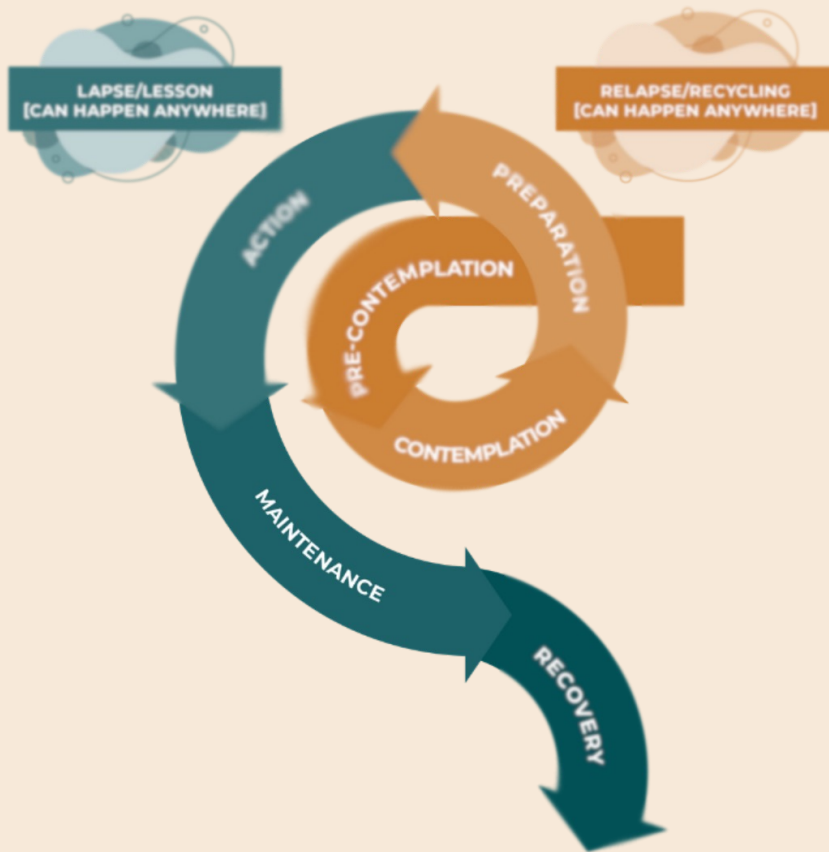 LAPSE/LESSON
[CAN HAPPEN ANYWHERE]
RELAPSE/RECYCLING
[CAN HAPPEN ANYWHERE]
PRE-CONTEMPLATION
CONTEMPLATION
PREPARATION
ACTION
MAINTENANCE
RECOVERY